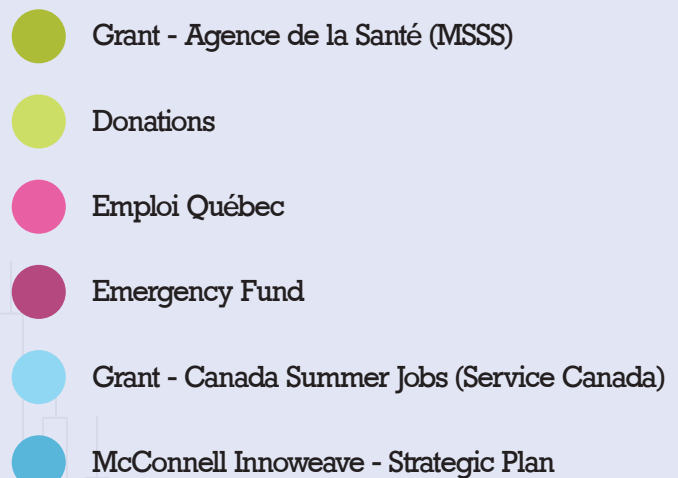 Grant - Agence de la Santé (MSSS)
Donations
Emploi Québec
Emergency Fund
Grant - Canada Summer Jobs (Service Canada)
McConnell Innoweave - Strategic Plan